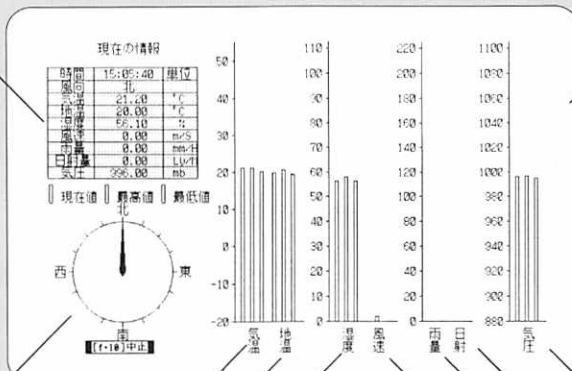 現在の情報
時間 15:05:40 単位
風向 北
気温 21.20 °C
地温 20.00 °C
湿度 56.10 %
風速 0.00 m/S
雨量 0.00 mm/H
日射量 0.00 Ly/H
気圧 996.00 mb
現在値 最高値 最低値
北
西 東
南
[f・10]中止
50
40
30
20
10
0
-10
-20
気温 地温
110
100
90
80
70
60
50
40
30
20
10
0
湿度 風速
220
200
180
160
140
120
100
80
60
40
20
0
雨量 日射
1100
1080
1060
1040
1020
1000
980
960
940
920
900
880
気圧